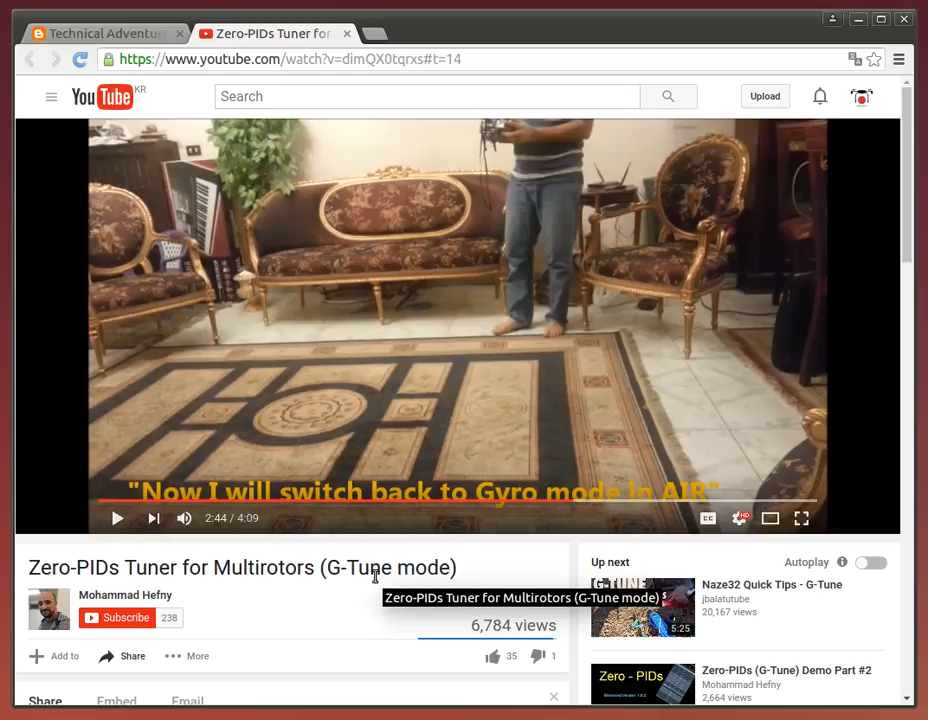 Technical Adventu
Zero-PIDs Tuner for
https://www.youtube.com/watch?v=dimQX0tqrxs#t=14
YouTube KR
Search
Upload
"Now I will switch back to Gyro mode in AIR"
2:44 / 4:09
CC
HD
Zero-PIDs Tuner for Multirotors (G-Tune mode)
Mohammad Hefny
Subscribe 238
Zero-PIDs Tuner for Multirotors (G-Tune mode)
6,784 views
Add to
Share
More
35
1
Share
Embed
Email
Up next
Autoplay
Naze32 Quick Tips - G-Tune
jbalatutube
20,167 views
5:25
Zero-PIDs (G-Tune) Demo Part #2
Mohammad Hefny
2,664 views
Zero - PIDs